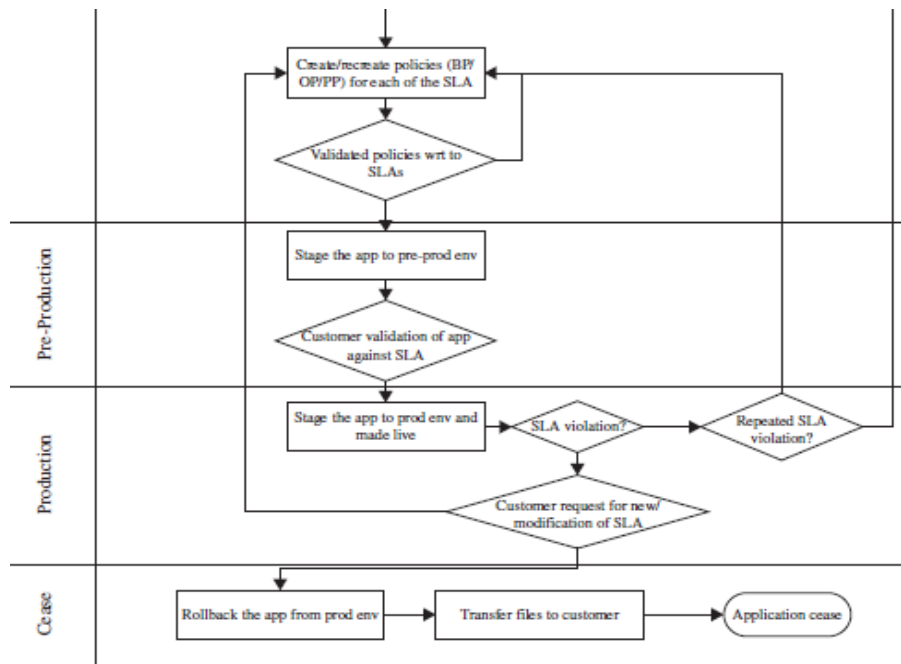 Create/recreate policies (BP/
OP/PP) for each of the SLA
Validated policies wrt to
SLAs
Pre-Production
Stage the app to pre-prod env
Customer validation of app
against SLA
Production
Stage the app to prod env and
made live
SLA violation?
Repeated SLA
violation?
Customer request for new/
modification of SLA
Cease
Rollback the app from prod env
Transfer files to customer
Application cease